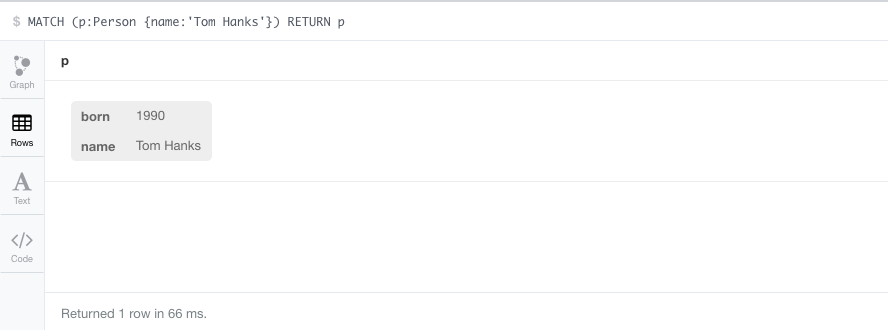 $ MATCH (p:Person {name:'Tom Hanks'}) RETURN p
Graph
Rows
Text
Code
p
born 1990
name Tom Hanks
Returned 1 row in 66 ms.